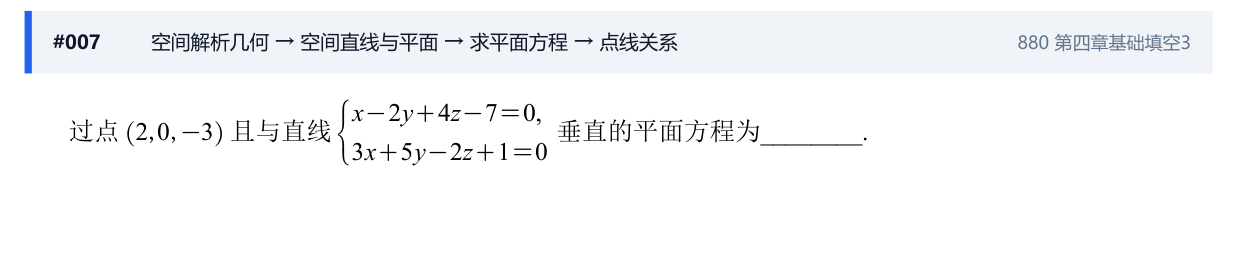 #007 空间解析几何 → 空间直线与平面 → 求平面方程 → 点线关系 880 第四章基础填空3
过点 (2,0,−3) 且与直线 {x−2y+4z−7=0, 3x+5y−2z+1=0 垂直的平面方程为________.